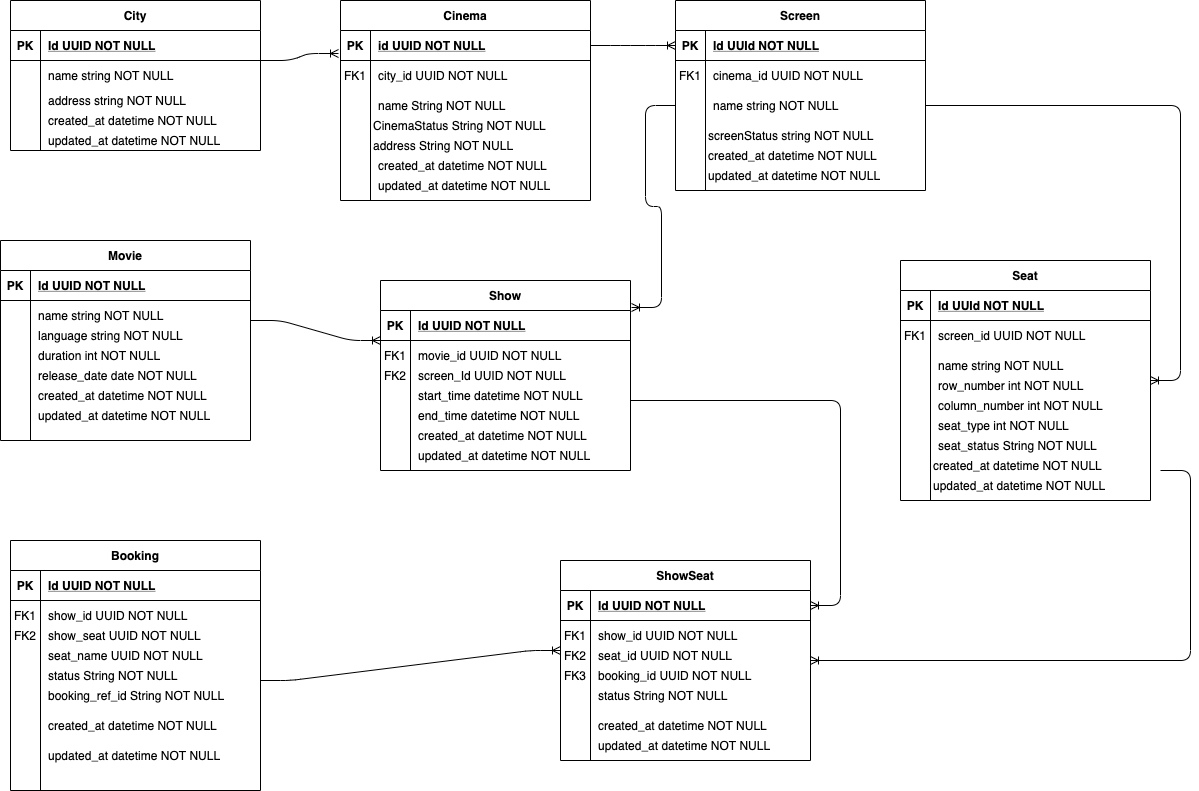 City
PK Id UUID NOT NULL
name string NOT NULL
address string NOT NULL
created_at datetime NOT NULL
updated_at datetime NOT NULL
Cinema
PK id UUID NOT NULL
FK1 city_id UUID NOT NULL
name String NOT NULL
CinemaStatus String NOT NULL
address String NOT NULL
created_at datetime NOT NULL
updated_at datetime NOT NULL
Screen
PK Id UUId NOT NULL
FK1 cinema_id UUID NOT NULL
name string NOT NULL
screenStatus string NOT NULL
created_at datetime NOT NULL
updated_at datetime NOT NULL
Movie
PK Id UUID NOT NULL
name string NOT NULL
language string NOT NULL
duration int NOT NULL
release_date date NOT NULL
created_at datetime NOT NULL
updated_at datetime NOT NULL
Show
PK Id UUID NOT NULL
FK1 movie_id UUID NOT NULL
FK2 screen_Id UUID NOT NULL
start_time datetime NOT NULL
end_time datetime NOT NULL
created_at datetime NOT NULL
updated_at datetime NOT NULL
Seat
PK Id UUId NOT NULL
FK1 screen_id UUID NOT NULL
name string NOT NULL
row_number int NOT NULL
column_number int NOT NULL
seat_type int NOT NULL
seat_status String NOT NULL
created_at datetime NOT NULL
updated_at datetime NOT NULL
Booking
PK Id UUID NOT NULL
FK1 show_id UUID NOT NULL
FK2 show_seat UUID NOT NULL
seat_name UUID NOT NULL
status String NOT NULL
booking_ref_id String NOT NULL
created_at datetime NOT NULL
updated_at datetime NOT NULL
ShowSeat
PK Id UUID NOT NULL
FK1 show_id UUID NOT NULL
FK2 seat_id UUID NOT NULL
FK3 booking_id UUID NOT NULL
status String NOT NULL
created_at datetime NOT NULL
updated_at datetime NOT NULL